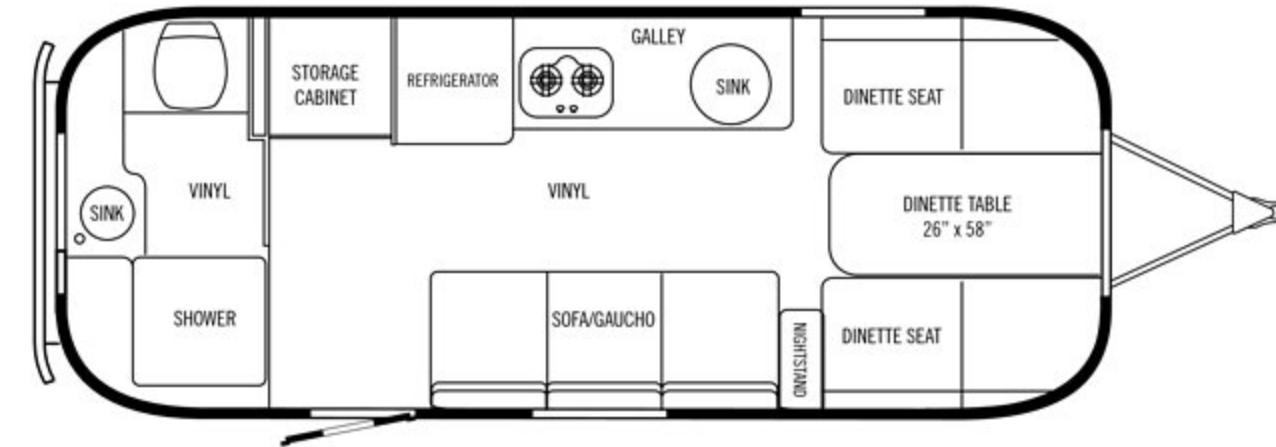 GALLEY
STORAGE
CABINET
REFRIGERATOR
SINK
DINETTE SEAT
VINYL
VINYL
SINK
DINETTE TABLE
26” x 58”
SHOWER
SOFA/GAUCHO
NIGHTSTAND
DINETTE SEAT